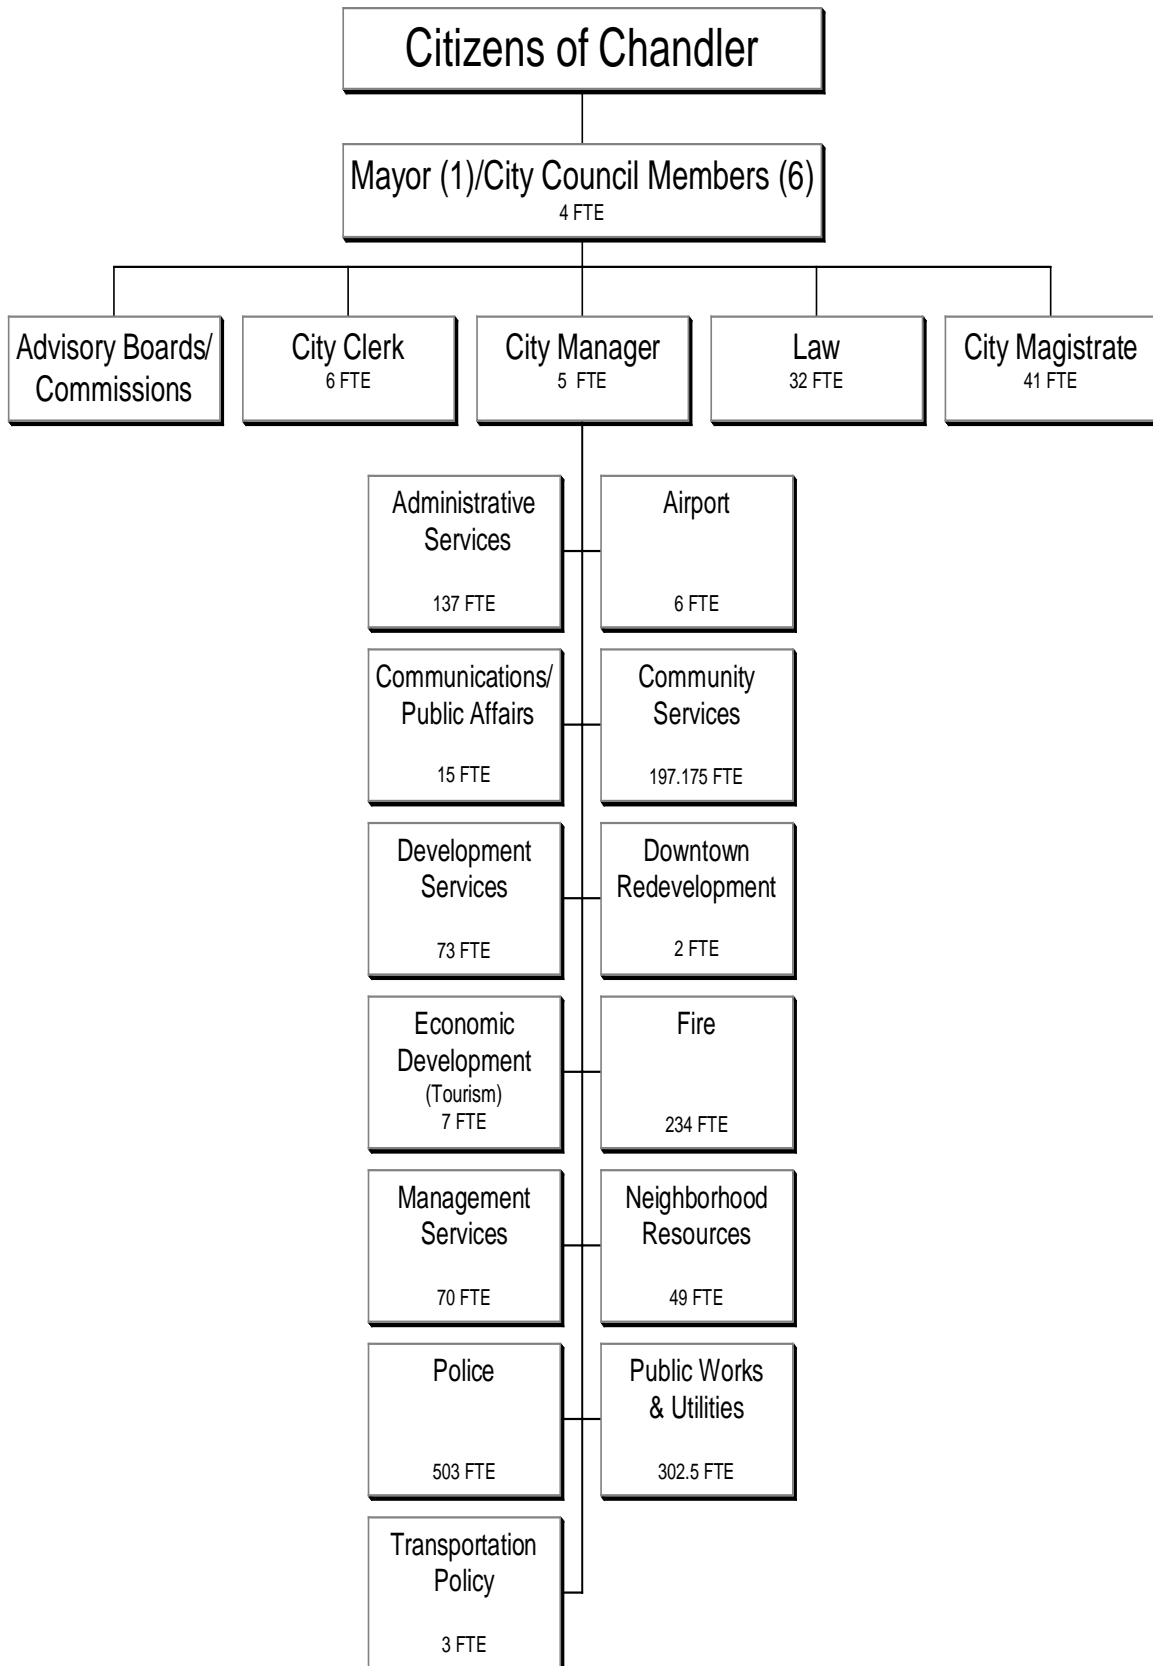 Citizens of Chandler
Mayor (1)/City Council Members (6)
4 FTE
Advisory Boards/
Commissions
City Clerk
6 FTE
City Manager
5 FTE
Law
32 FTE
City Magistrate
41 FTE
Administrative
Services
137 FTE
Airport
6 FTE
Communications/
Public Affairs
15 FTE
Community
Services
197.175 FTE
Development
Services
73 FTE
Downtown
Redevelopment
2 FTE
Economic
Development
(Tourism)
7 FTE
Fire
234 FTE
Management
Services
70 FTE
Neighborhood
Resources
49 FTE
Police
503 FTE
Public Works
& Utilities
302.5 FTE
Transportation
Policy
3 FTE